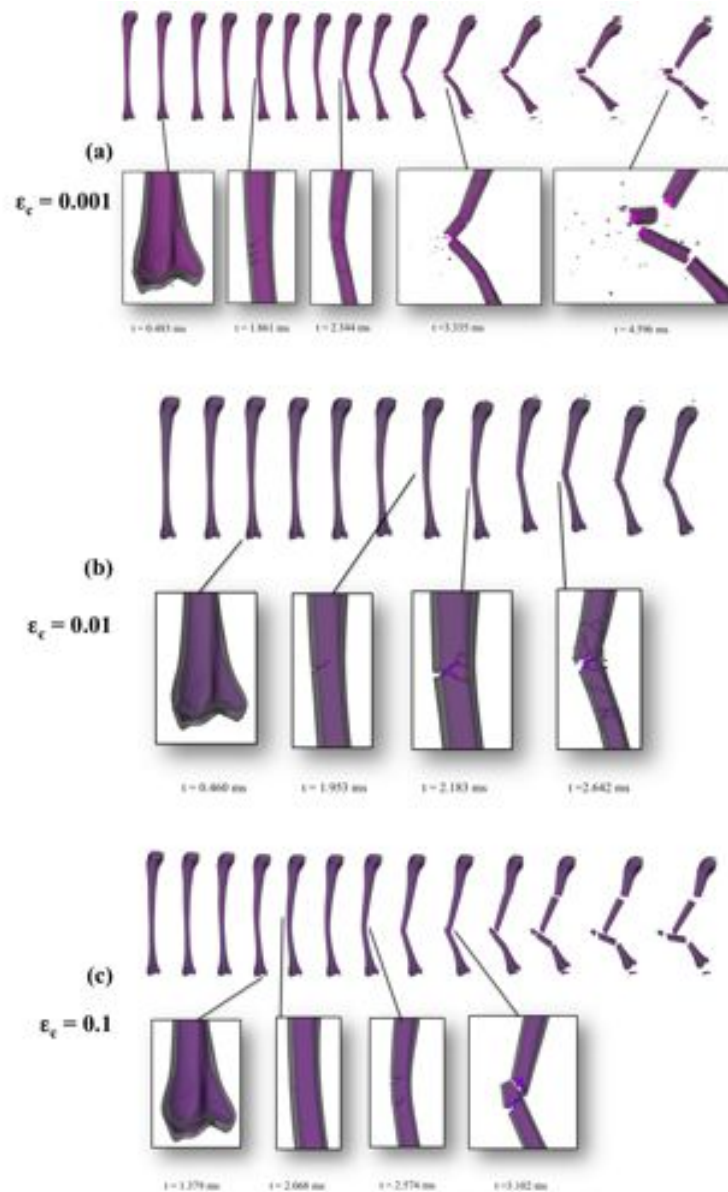 (a)
εc = 0.001
t = 0.483 ms
t = 1.861 ms
t = 2.344 ms
t =3.335 ms
t = 4.596 ms
(b)
εc = 0.01
t = 0.460 ms
t = 1.953 ms
t = 2.183 ms
t =2.642 ms
(c)
εc = 0.1
t = 1.379 ms
t = 2.068 ms
t = 2.574 ms
t =3.102 ms